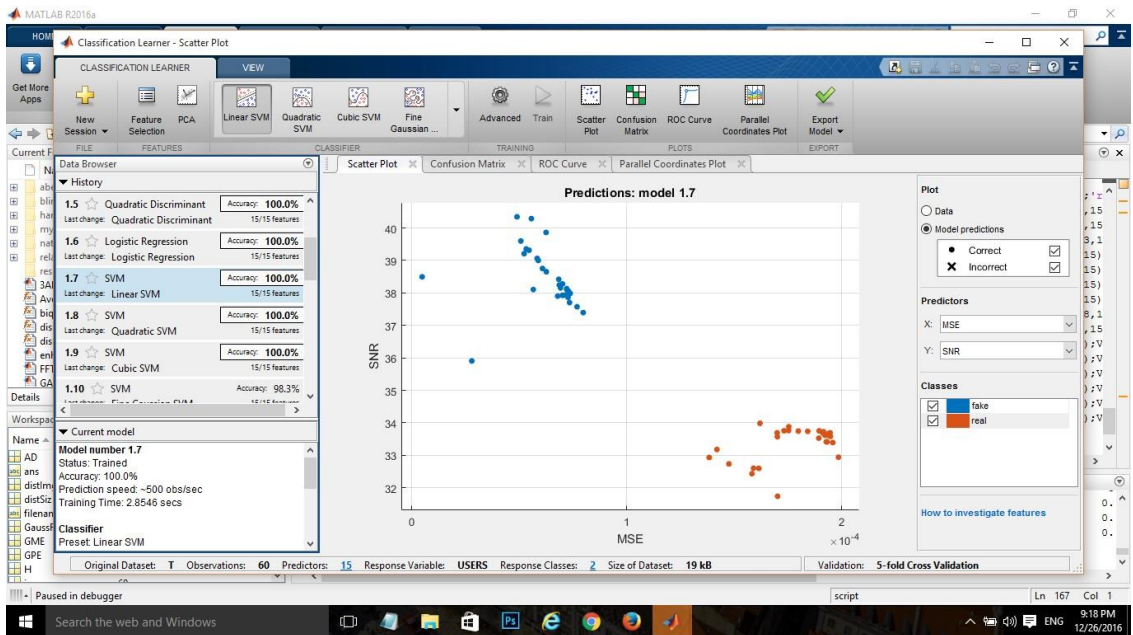 MATLAB R2016a
HOM
Classification Learner - Scatter Plot
CLASSIFICATION LEARNER VIEW
Get More Apps
New Session
Feature Selection
PCA
Linear SVM
Quadratic SVM
Cubic SVM
Fine Gaussian ...
Advanced
Train
Scatter Plot
Confusion Matrix
ROC Curve
Parallel Coordinates Plot
Export Model
FILE FEATURES CLASSIFIER TRAINING PLOTS EXPORT
Current F
Data Browser
Scatter Plot Confusion Matrix ROC Curve Parallel Coordinates Plot
History
1.5 Quadratic Discriminant Accuracy: 100.0%
Last change: Quadratic Discriminant 15/15 features
1.6 Logistic Regression Accuracy: 100.0%
Last change: Logistic Regression 15/15 features
1.7 SVM Accuracy: 100.0%
Last change: Linear SVM 15/15 features
1.8 SVM Accuracy: 100.0%
Last change: Quadratic SVM 15/15 features
1.9 SVM Accuracy: 100.0%
Last change: Cubic SVM 15/15 features
1.10 SVM Accuracy: 98.3%
Current model
Model number 1.7
Status: Trained
Accuracy: 100.0%
Prediction speed: ~500 obs/sec
Training Time: 2.8546 secs
Classifier
Preset: Linear SVM
Predictions: model 1.7
SNR
40
39
38
37
36
35
34
33
32
0 1 2
MSE
×10-4
Plot
Data
Model predictions
Correct
Incorrect
Predictors
X: MSE
Y: SNR
Classes
fake
real
How to investigate features
Original Dataset: T Observations: 60 Predictors: 15 Response Variable: USERS Response Classes: 2 Size of Dataset: 19 kB Validation: 5-fold Cross Validation
Details
Workspac
Name
AD
ans
distIm
distSiz
filenan
GaussF
GME
GPE
H
Paused in debugger script Ln 167 Col 1
Search the web and Windows
Ps
ENG
9:18 PM
12/26/2016